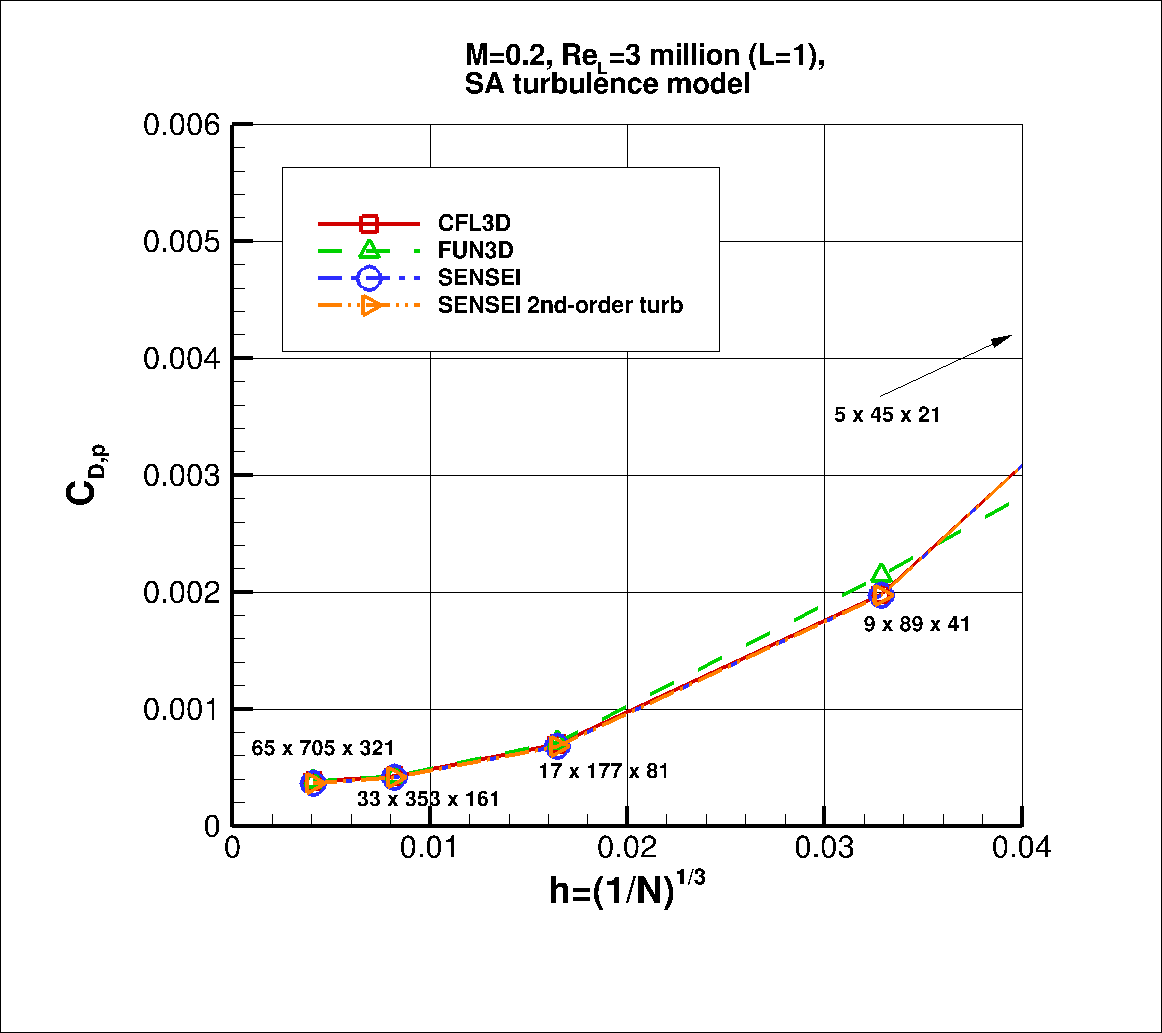 M=0.2, Re_L=3 million (L=1),
SA turbulence model
0.006
0.005
0.004
0.003
0.002
0.001
0
C_D,p
CFL3D
FUN3D
SENSEI
SENSEI 2nd-order turb
5 x 45 x 21
9 x 89 x 41
65 x 705 x 321
17 x 177 x 81
33 x 353 x 161
0 0.01 0.02 0.03 0.04
h=(1/N)^1/3